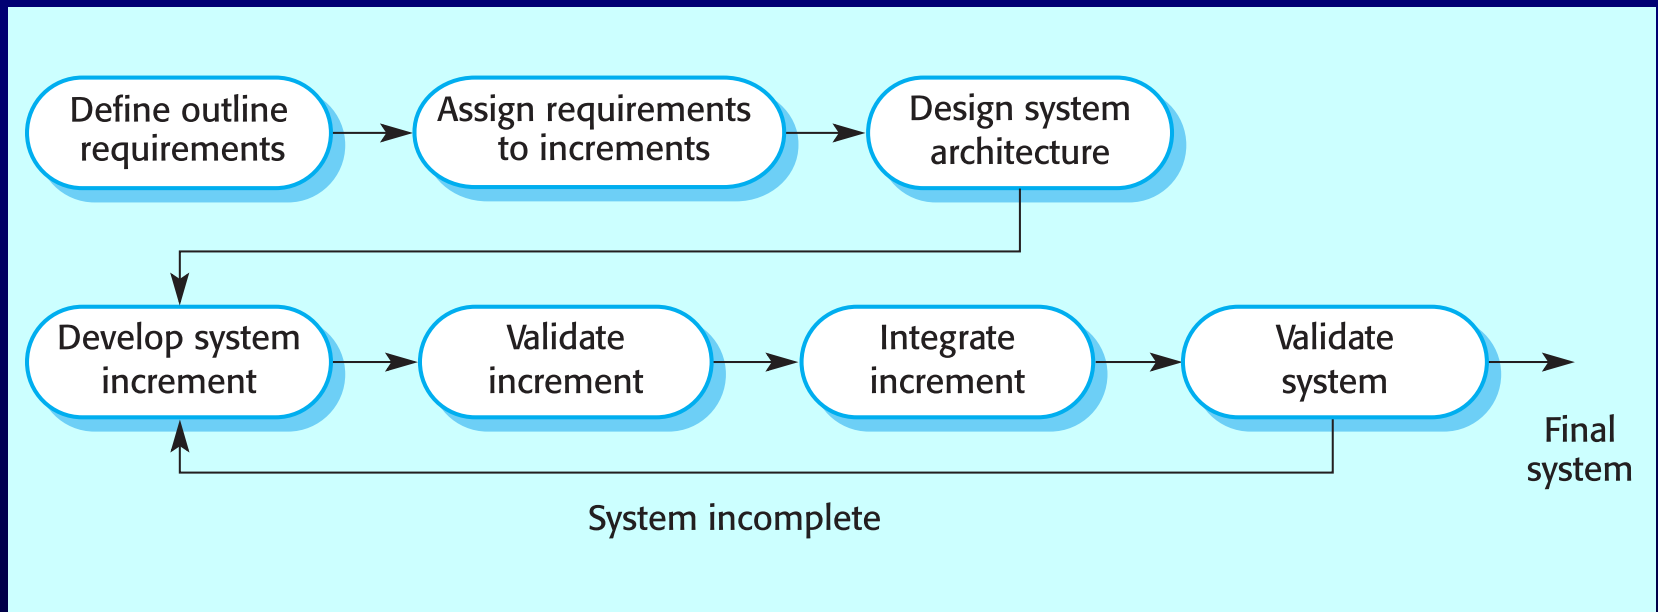 Define outline
requirements
Assign requirements
to increments
Design system
architecture
Develop system
increment
Validate
increment
Integrate
increment
Validate
system
Final
system
System incomplete